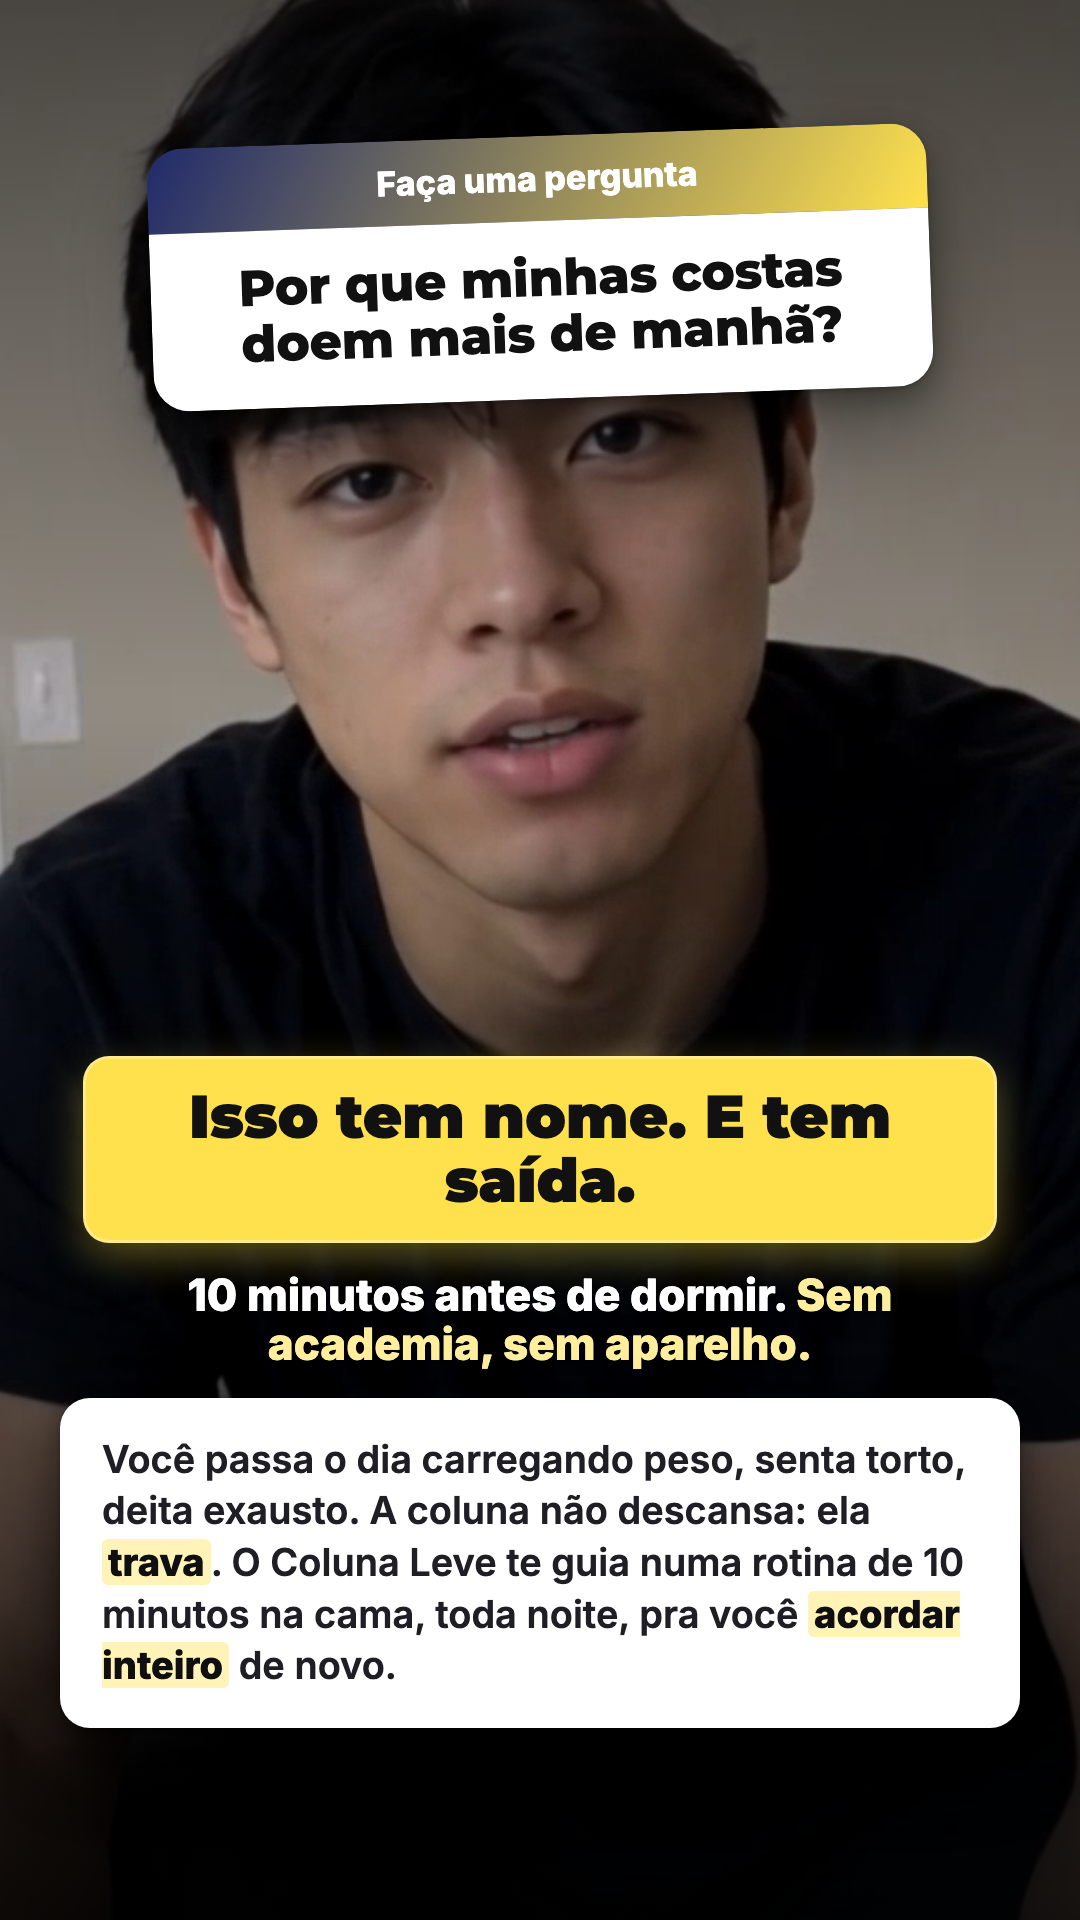 Faça uma pergunta
Por que minhas costas
doem mais de manhã?
Isso tem nome. E tem
saída.
10 minutos antes de dormir. Sem
academia, sem aparelho.
Você passa o dia carregando peso, senta torto,
deita exausto. A coluna não descansa: ela
trava. O Coluna Leve te guia numa rotina de 10
minutos na cama, toda noite, pra você acordar
inteiro de novo.